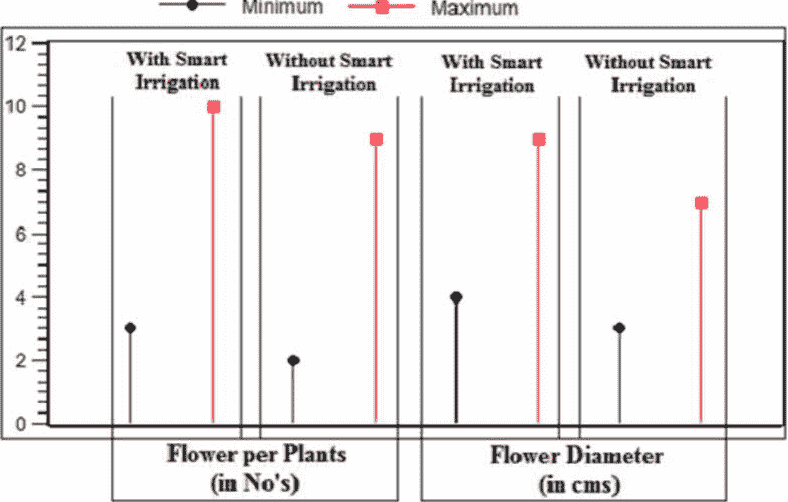 Minimum Maximum
12
10
8
6
4
2
0
With Smart
Irrigation
Without Smart
Irrigation
With Smart
Irrigation
Without Smart
Irrigation
Flower per Plants
(in No's)
Flower Diameter
(in cms)